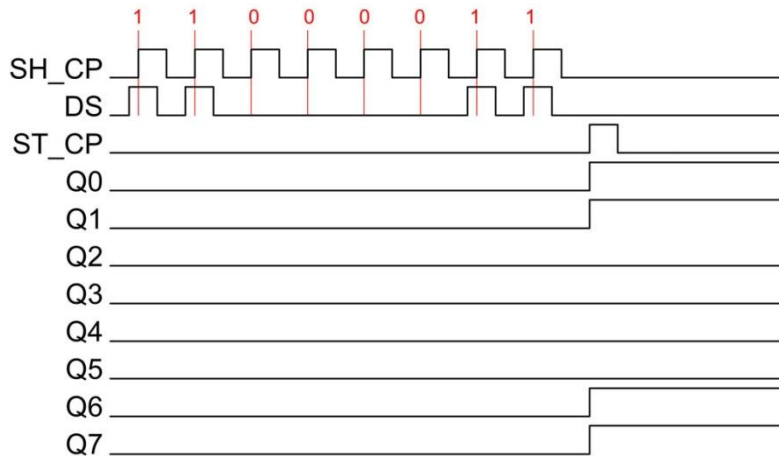 1 1 0 0 0 0 1 1
SH_CP
DS
ST_CP
Q0
Q1
Q2
Q3
Q4
Q5
Q6
Q7